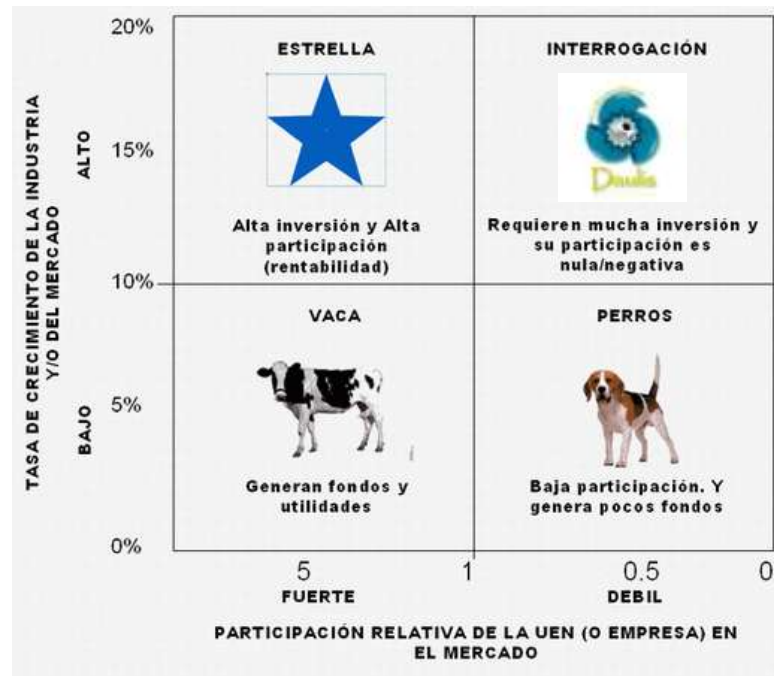 20%
ESTRELLA
INTERROGACIÓN
TASA DE CRECIMIENTO DE LA INDUSTRIA
Y/O DEL MERCADO
ALTO
15%
Daulis
Alta inversión y Alta
participación
(rentabilidad)
Requieren mucha inversión y
su participación es
nula/negativa
10%
VACA
PERROS
BAJO
5%
Generan fondos y
utilidades
Baja participación. Y
genera pocos fondos
0%
5
1
0.5
0
FUERTE
DEBIL
PARTICIPACIÓN RELATIVA DE LA UEN (O EMPRESA) EN
EL MERCADO